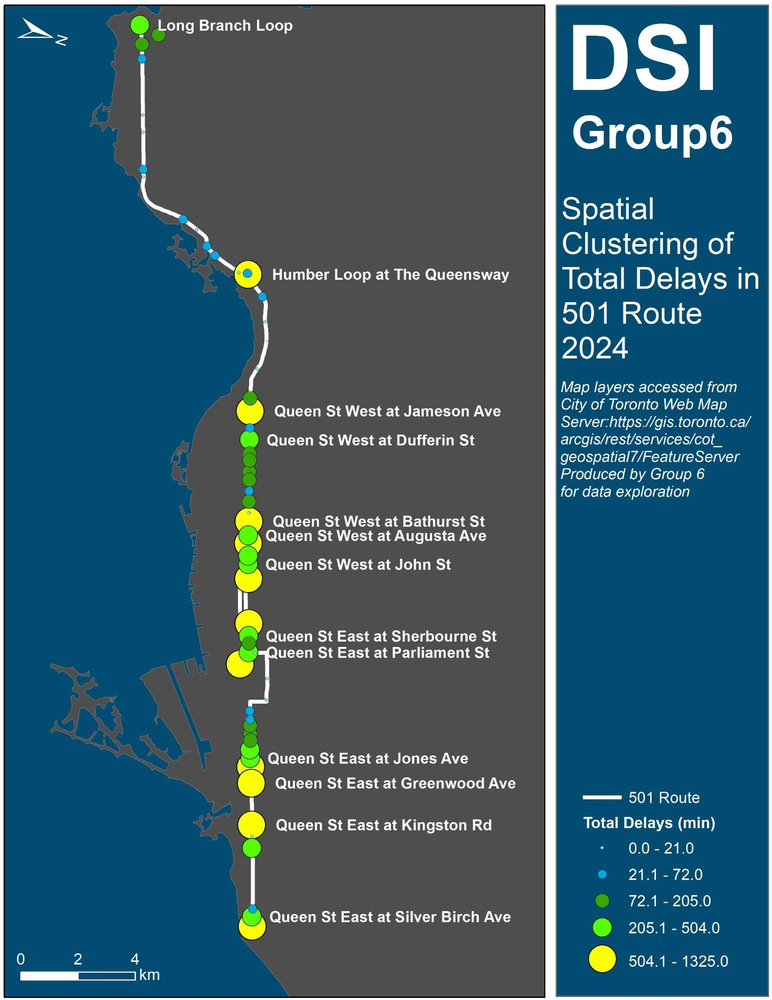 N
Long Branch Loop
Humber Loop at The Queensway
Queen St West at Jameson Ave
Queen St West at Dufferin St
Queen St West at Bathurst St
Queen St West at Augusta Ave
Queen St West at John St
Queen St East at Sherbourne St
Queen St East at Parliament St
Queen St East at Jones Ave
Queen St East at Greenwood Ave
Queen St East at Kingston Rd
Queen St East at Silver Birch Ave
0 2 4
km
DSI
Group6
Spatial
Clustering of
Total Delays in
501 Route
2024
Map layers accessed from
City of Toronto Web Map
Server:https://gis.toronto.ca/
arcgis/rest/services/cot_
geospatial7/FeatureServer
Produced by Group 6
for data exploration
501 Route
Total Delays (min)
0.0 - 21.0
21.1 - 72.0
72.1 - 205.0
205.1 - 504.0
504.1 - 1325.0